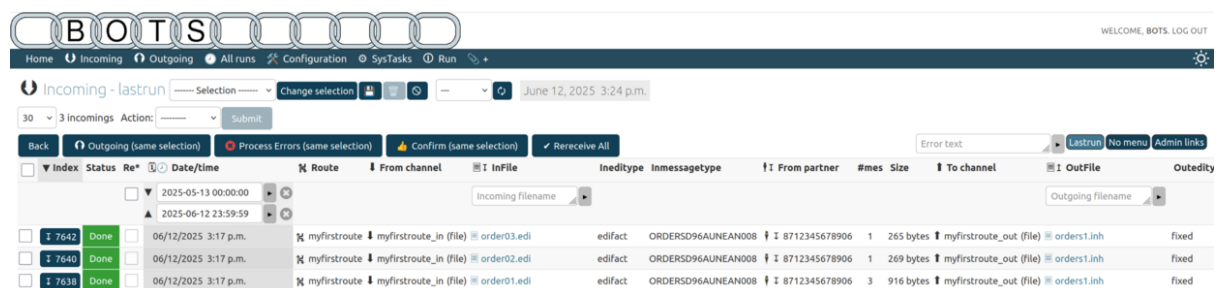 BOTS
WELCOME, BOTS. LOG OUT
Home Incoming Outgoing All runs Configuration SysTasks Run +
Incoming - lastrun ------ Selection ------ Change selection --- June 12, 2025 3:24 p.m.
30 3 incomings Action: --------- Submit
Back Outgoing (same selection) Process Errors (same selection) Confirm (same selection) ✔ Rereceive All Error text Lastrun No menu Admin links
▼ Index Status Re* Date/time Route From channel InFile Ineditype Inmessagetype From partner #mes Size To channel OutFile Outedity
▼ 2025-05-13 00:00:00 Incoming filename Outgoing filename
▲ 2025-06-12 23:59:59
7642 Done 06/12/2025 3:17 p.m. myfirstroute myfirstroute_in (file) order03.edi edifact ORDERSD96AUNEAN008 8712345678906 1 265 bytes myfirstroute_out (file) orders1.inh fixed
7640 Done 06/12/2025 3:17 p.m. myfirstroute myfirstroute_in (file) order02.edi edifact ORDERSD96AUNEAN008 8712345678906 1 269 bytes myfirstroute_out (file) orders1.inh fixed
7638 Done 06/12/2025 3:17 p.m. myfirstroute myfirstroute_in (file) order01.edi edifact ORDERSD96AUNEAN008 8712345678906 3 916 bytes myfirstroute_out (file) orders1.inh fixed